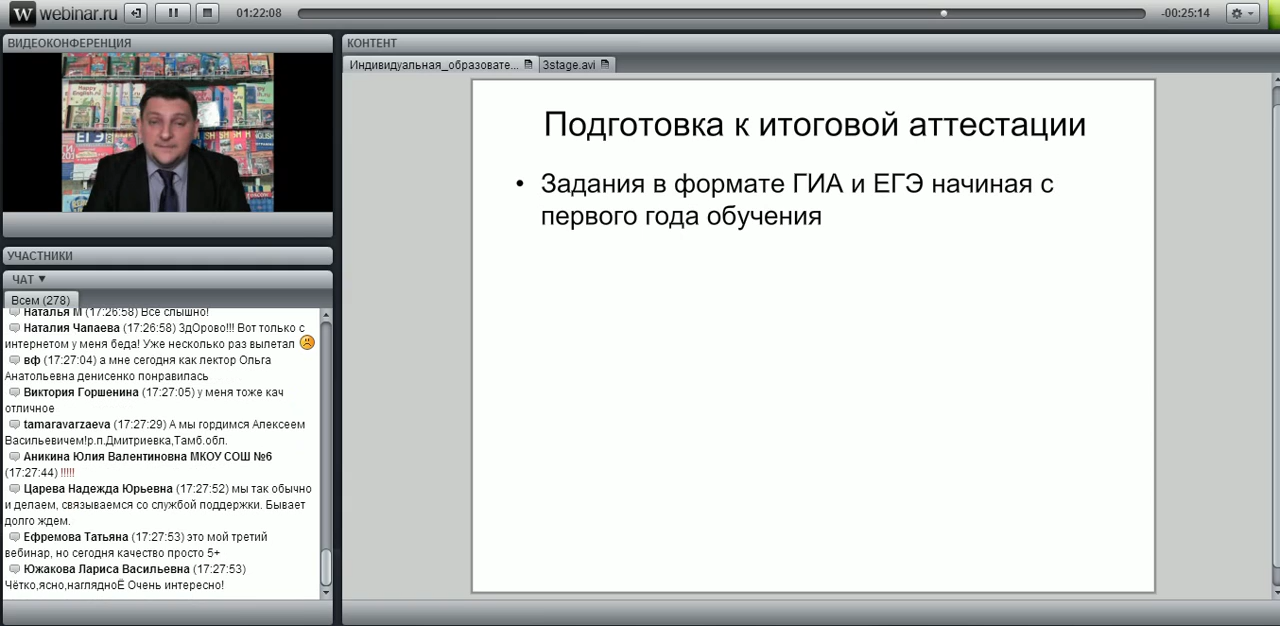 W webinar.ru
01:22:08
-00:25:14
ВИДЕОКОНФЕРЕНЦИЯ
Happy English.ru
ЕГЭ
УЧАСТНИКИ
ЧАТ ▼
Всем (278)
Наталья М (17:26:58) Все слышно!
Наталия Чапаева (17:26:58) ЗдОрово!!! Вот только с
интернетом у меня беда! Уже несколько раз вылетал
вф (17:27:04) а мне сегодня как лектор Ольга
Анатольевна денисенко понравилась
Виктория Горшенина (17:27:05) у меня тоже кач
отличное
tamaravarzaeva (17:27:29) А мы гордимся Алексеем
Васильевичем!р.п.Дмитриевка,Тамб.обл.
Аникина Юлия Валентиновна МКОУ СОШ №6
(17:27:44) !!!!!
Царева Надежда Юрьевна (17:27:52) мы так обычно
и делаем, связываемся со службой поддержки. Бывает
долго ждем.
Ефремова Татьяна (17:27:53) это мой третий
вебинар, но сегодня качество просто 5+
Южакова Лариса Васильевна (17:27:53)
Чётко,ясно,нагляднoЁ Очень интересно!
КОНТЕНТ
Индивидуальная_образовате...
3stage.avi
Подготовка к итоговой аттестации
• Задания в формате ГИА и ЕГЭ начиная с
первого года обучения